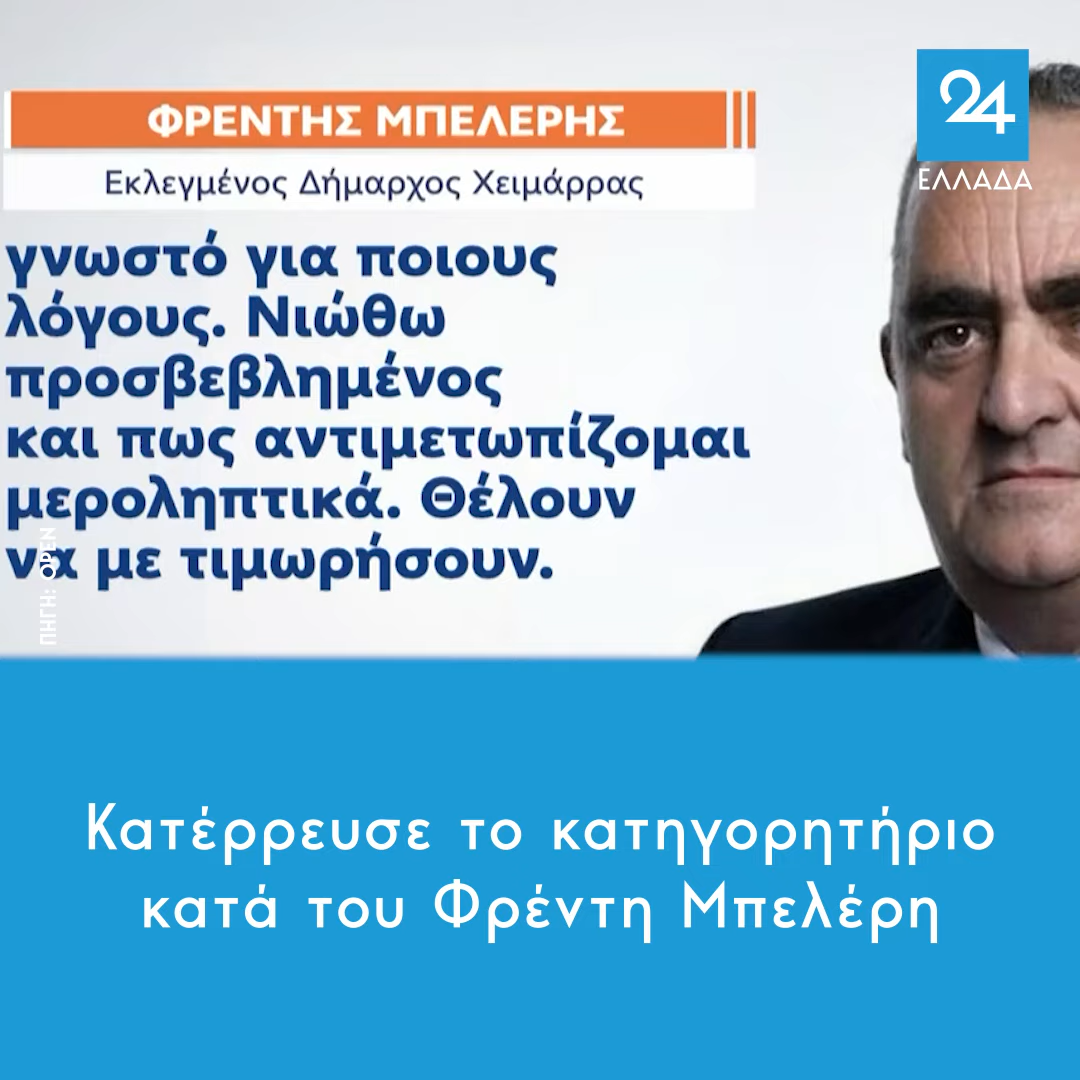 24
ΕΛΛΑΔΑ
ΦΡΕΝΤΗΣ ΜΠΕΛΕΡΗΣ
Εκλεγμένος Δήμαρχος Χειμάρρας
γνωστό για ποιους
λόγους. Νιώθω
προσβεβλημένος
και πως αντιμετωπίζομαι
μεροληπτικά. Θέλουν
να με τιμωρήσουν.
ΠΗΓΗ: OPEN
Κατέρρευσε το κατηγορητήριο
κατά του Φρέντη Μπελέρη